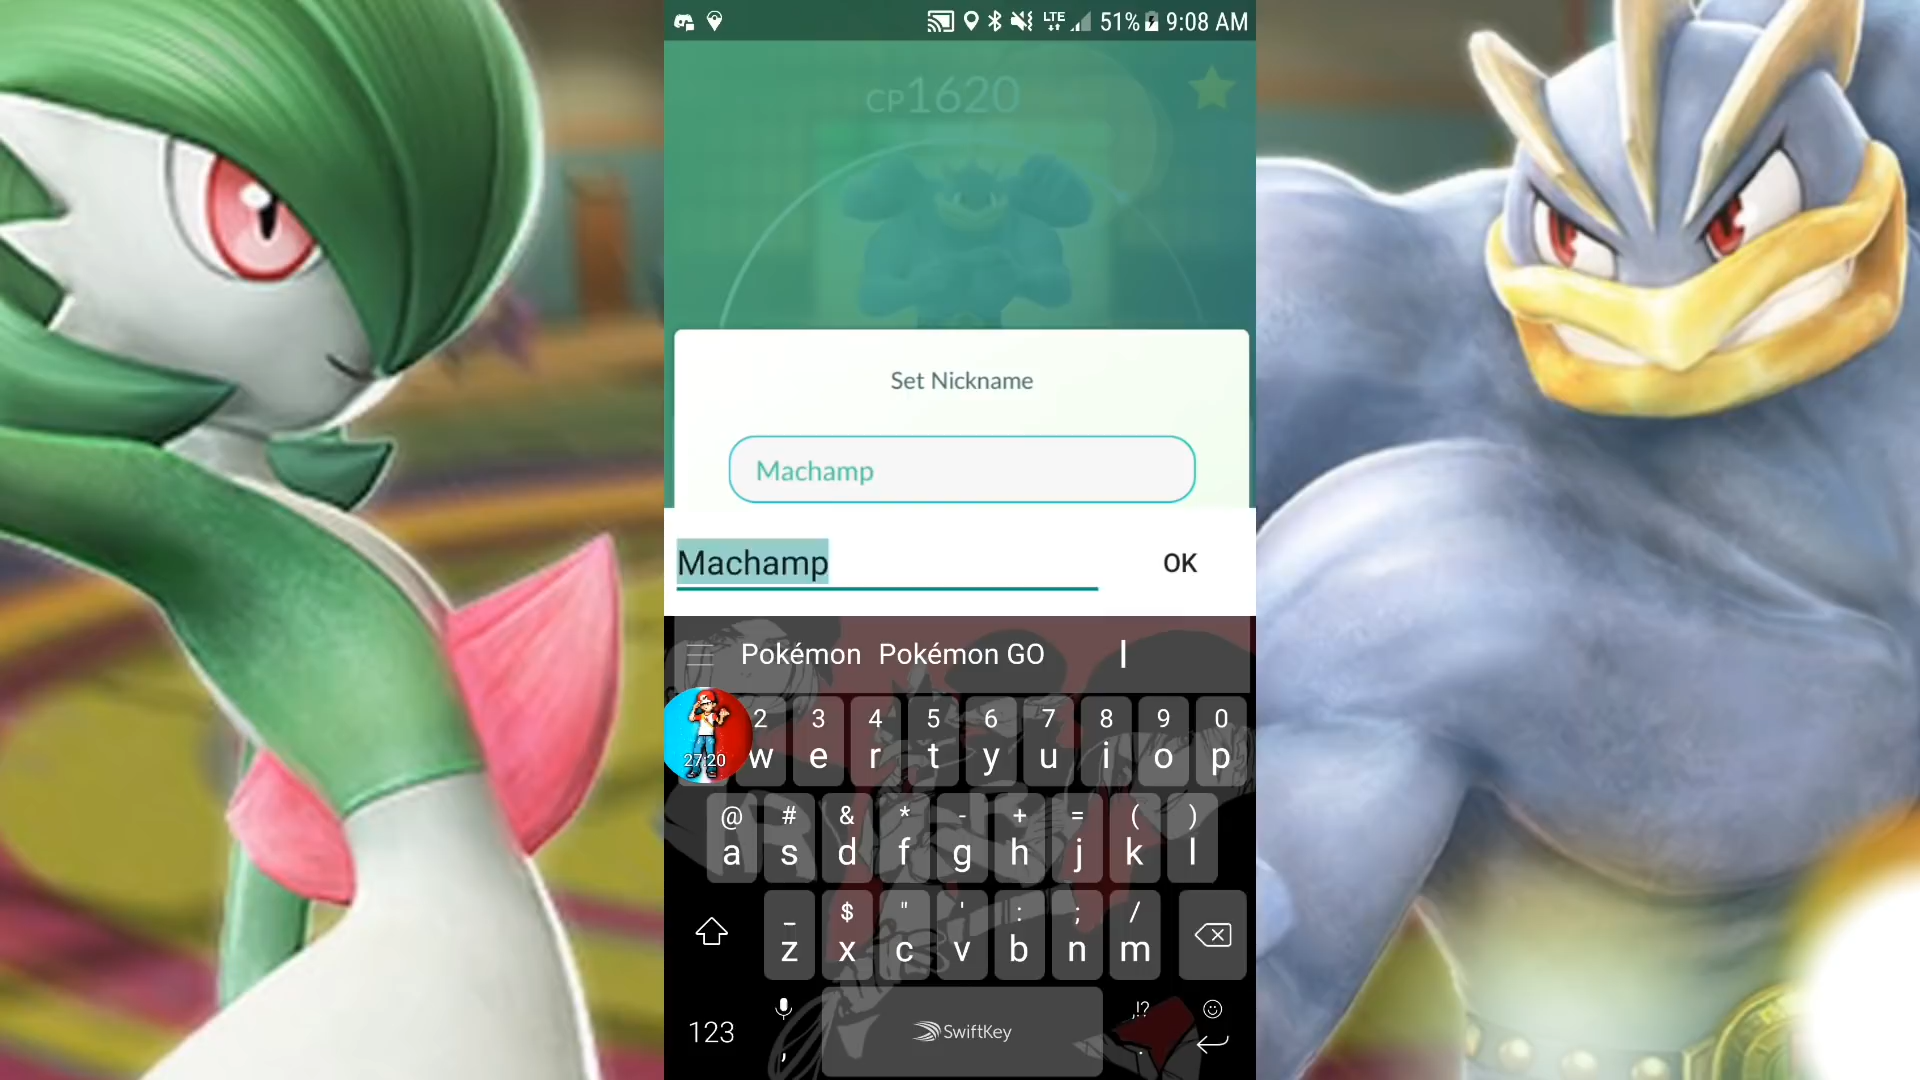 LTE 51% 9:08 AM
CP1620
Set Nickname
Machamp
Machamp OK
Pokémon Pokémon GO I
2 3 4 5 6 7 8 9 0
27:20 w e r t y u i o p
@ # & * - + = ( )
a s d f g h j k l
_ $ " ' : ; /
z x c v b n m
,!?
123 , SwiftKey .